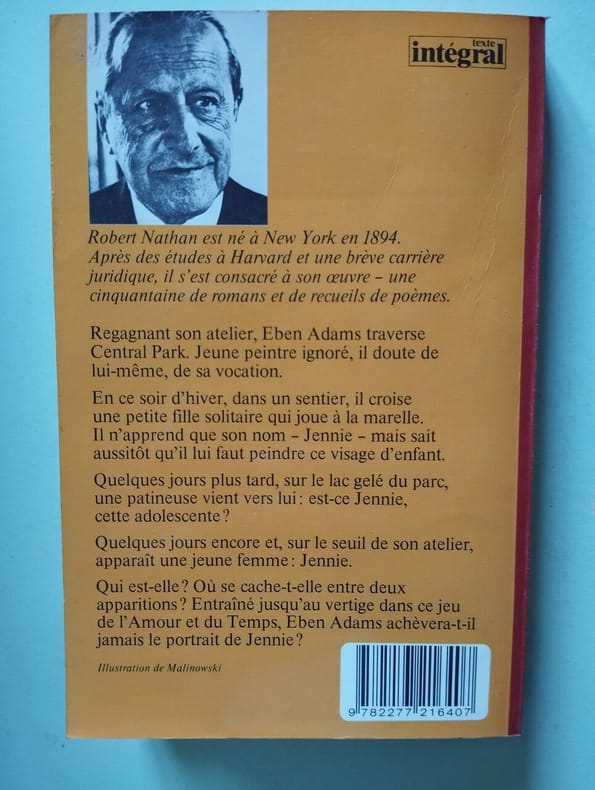 texte
intégral
Robert Nathan est né à New York en 1894.
Après des études à Harvard et une brève carrière
juridique, il s'est consacré à son œuvre – une
cinquantaine de romans et de recueils de poèmes.
Regagnant son atelier, Eben Adams traverse
Central Park. Jeune peintre ignoré, il doute de
lui-même, de sa vocation.
En ce soir d'hiver, dans un sentier, il croise
une petite fille solitaire qui joue à la marelle.
Il n'apprend que son nom – Jennie – mais sait
aussitôt qu'il lui faut peindre ce visage d'enfant.
Quelques jours plus tard, sur le lac gelé du parc,
une patineuse vient vers lui : est-ce Jennie,
cette adolescente ?
Quelques jours encore et, sur le seuil de son atelier,
apparaît une jeune femme : Jennie.
Qui est-elle ? Où se cache-t-elle entre deux
apparitions ? Entraîné jusqu'au vertige dans ce jeu
de l'Amour et du Temps, Eben Adams achèvera-t-il
jamais le portrait de Jennie ?
Illustration de Malinowski
9 782277 216407